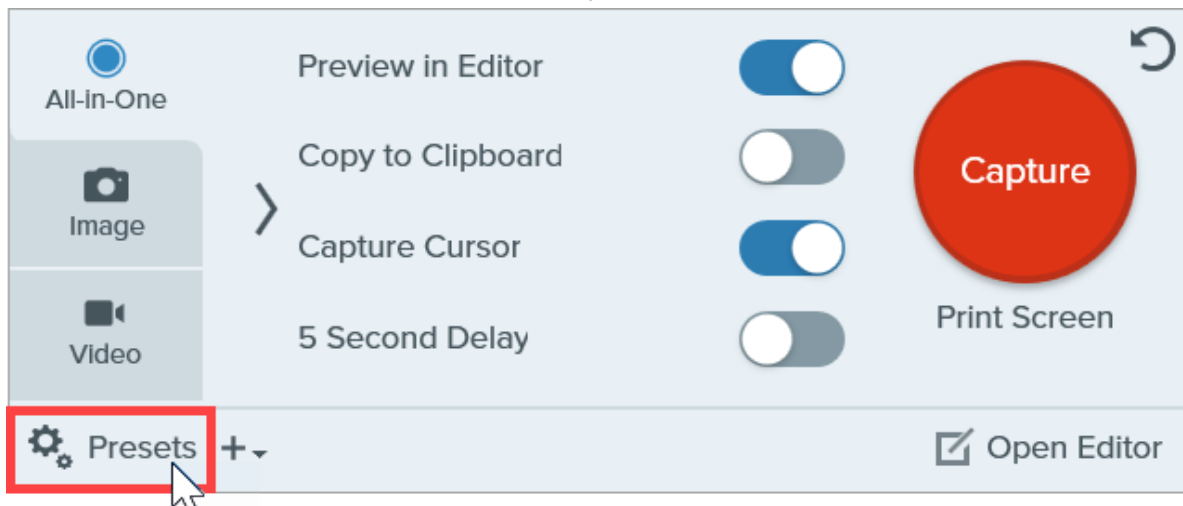 All-in-One
Image
Video
Preview in Editor
Copy to Clipboard
Capture Cursor
5 Second Delay
Capture
Print Screen
Presets
Open Editor